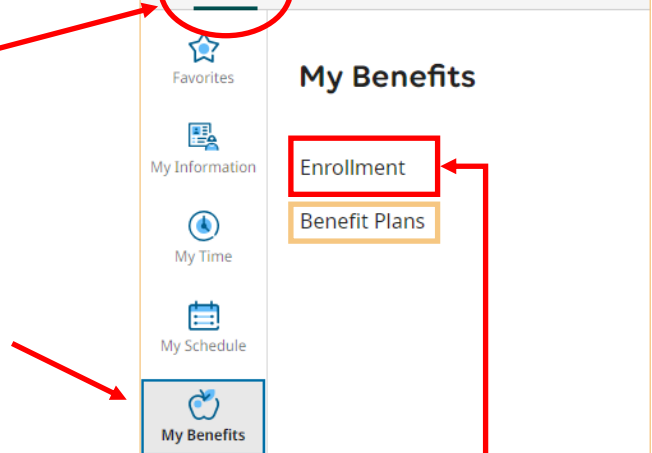 Favorites
My Information
My Time
My Schedule
My Benefits
My Benefits
Enrollment
Benefit Plans